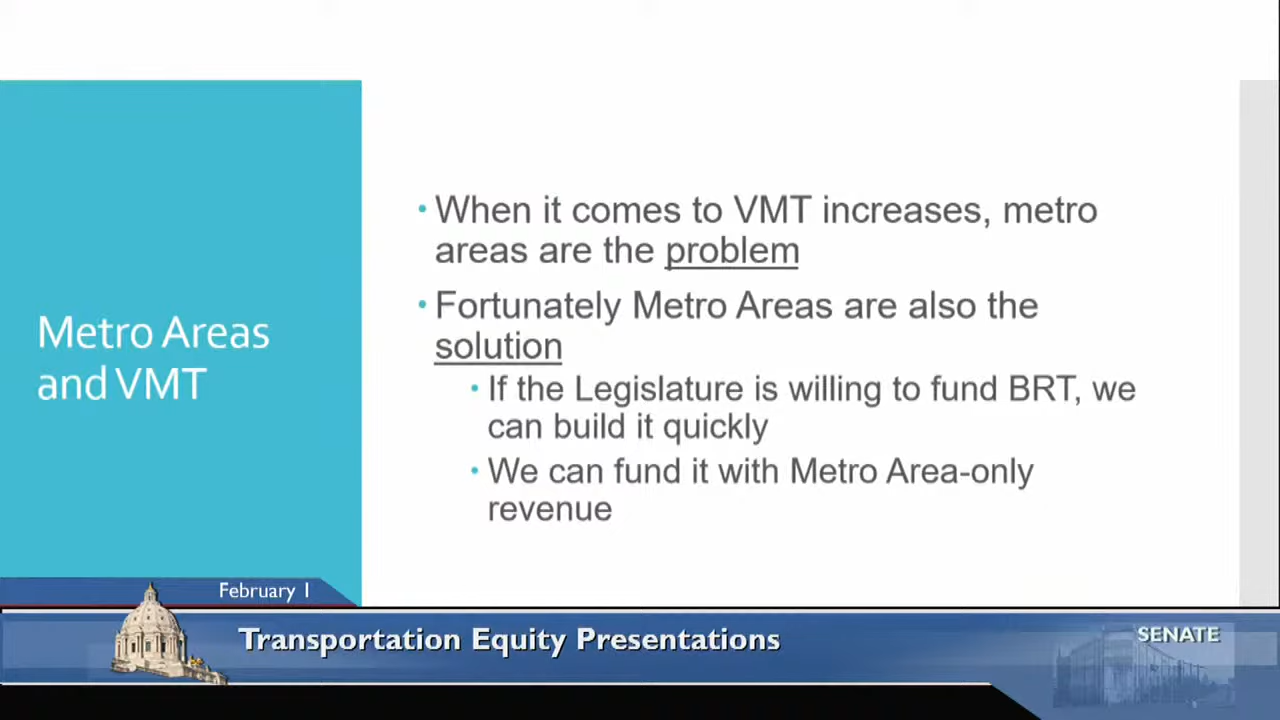 Metro Areas
and VMT
• When it comes to VMT increases, metro
areas are the problem
• Fortunately Metro Areas are also the
solution
• If the Legislature is willing to fund BRT, we
can build it quickly
• We can fund it with Metro Area-only
revenue
February 1
Transportation Equity Presentations
SENATE